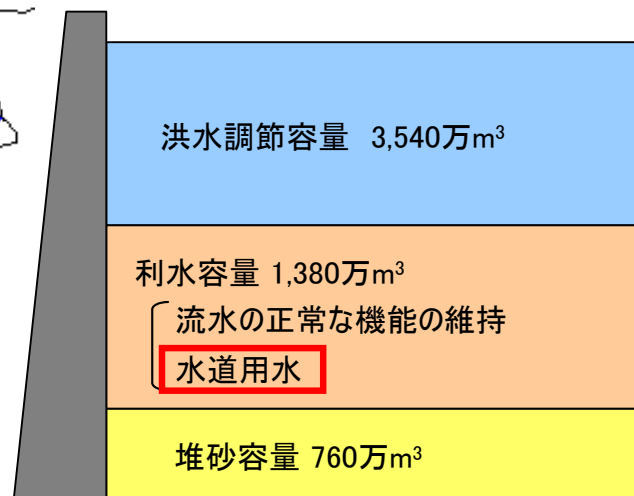 洪水調節容量 3,540万m³
利水容量 1,380万m³
流水の正常な機能の維持
水道用水
堆砂容量 760万m³